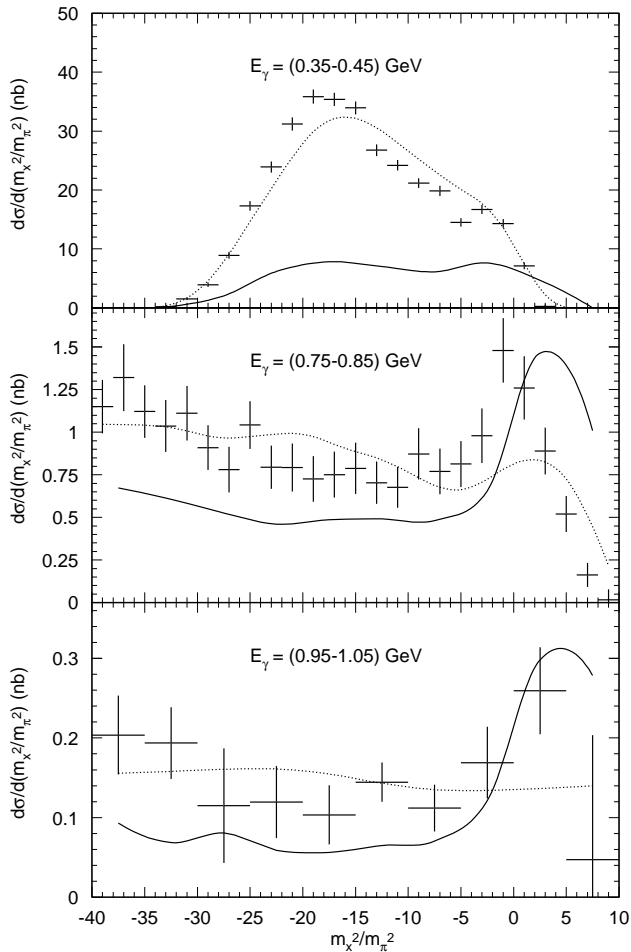 50
40
30
20
10
0
E_γ = (0.35-0.45) GeV
dσ/d(m_x²/m_π²) (nb)
1.5
1.25
1
0.75
0.5
0.25
0
E_γ = (0.75-0.85) GeV
dσ/d(m_x²/m_π²) (nb)
0.3
0.2
0.1
0
E_γ = (0.95-1.05) GeV
dσ/d(m_x²/m_π²) (nb)
-40 -35 -30 -25 -20 -15 -10 -5 0 5 10
m_x²/m_π²